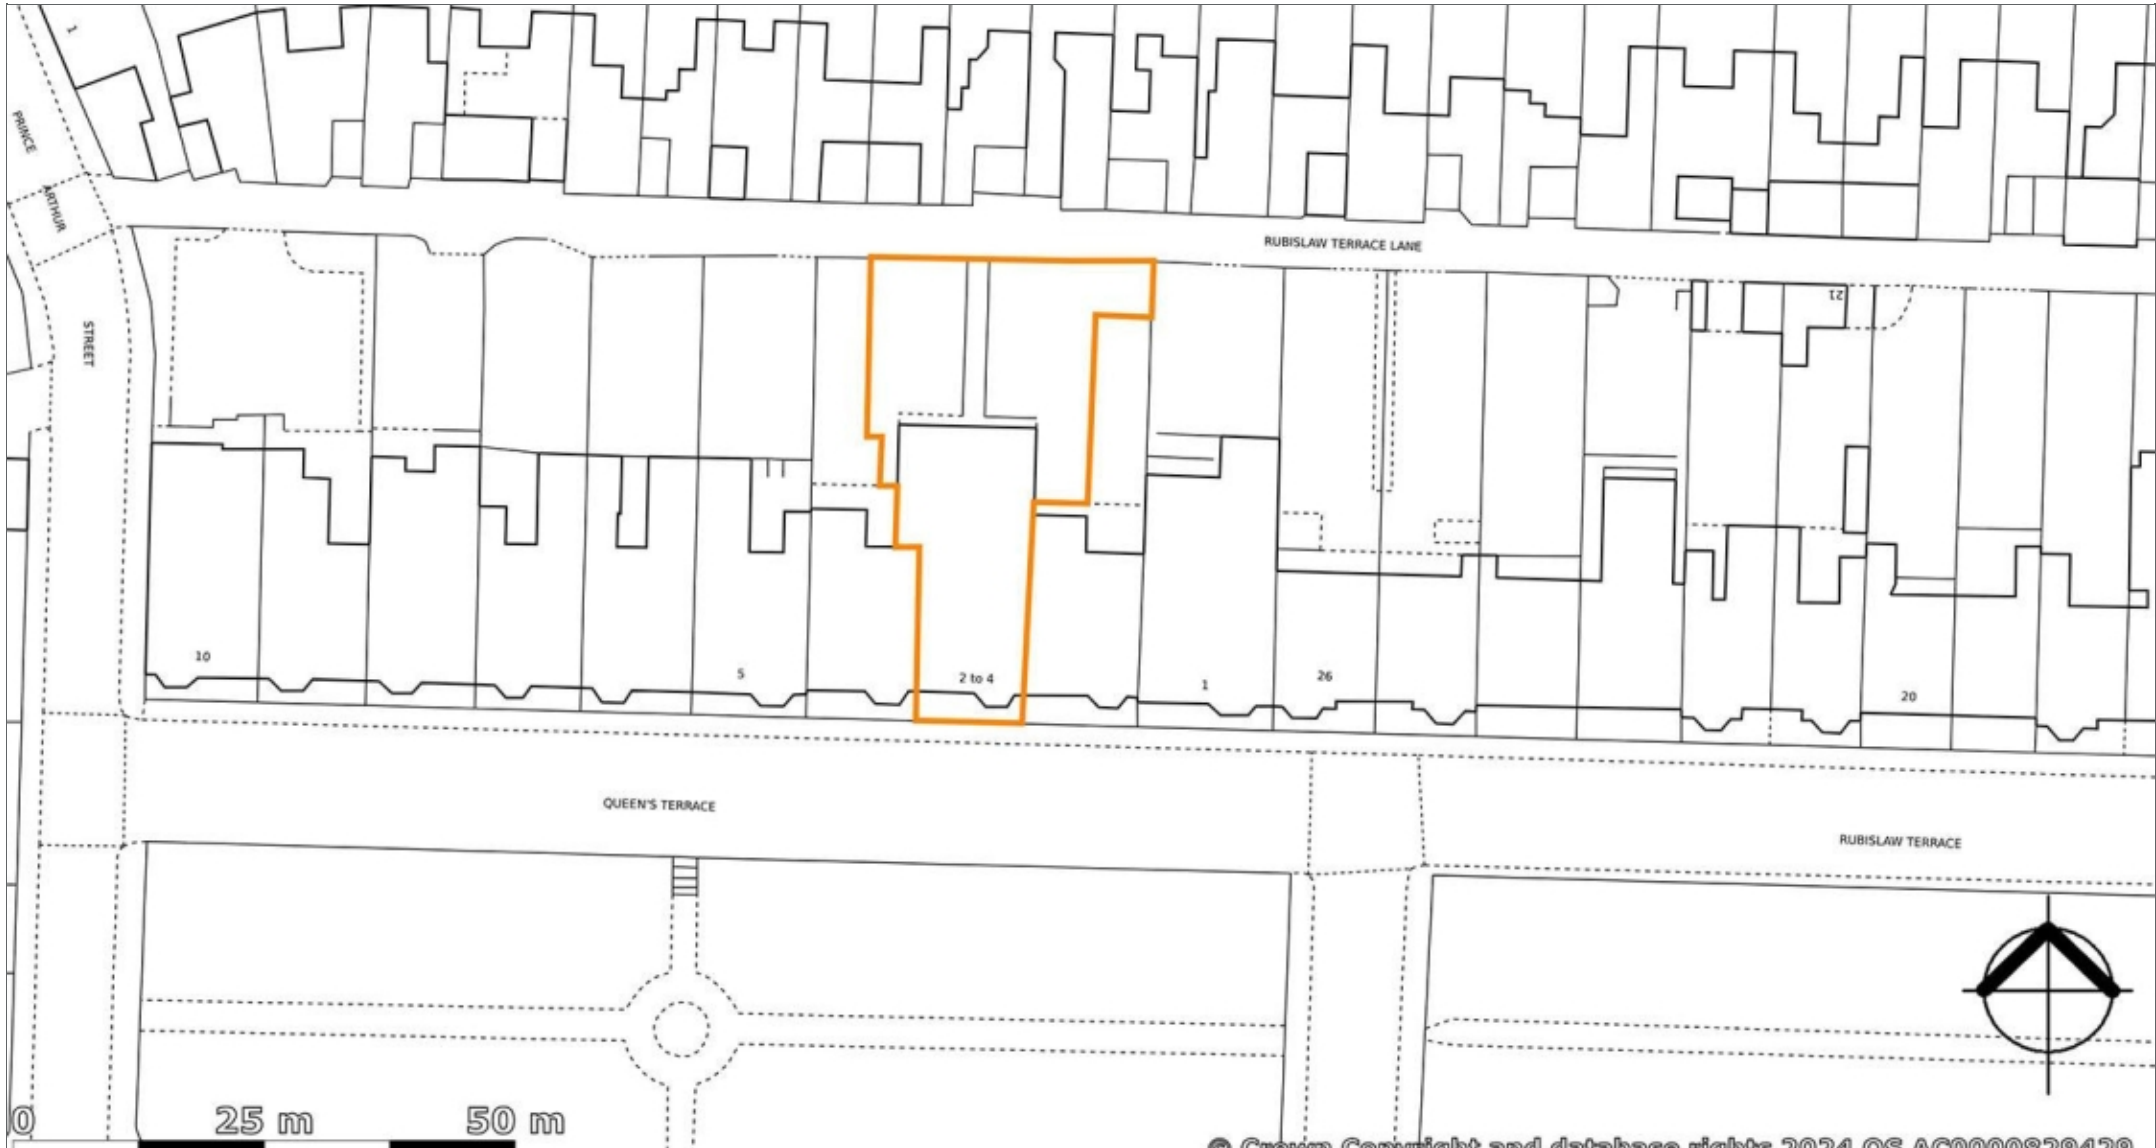 1
PRINCE
ARTHUR
STREET
RUBISLAW TERRACE LANE
21
10
5
2 to 4
1
26
20
QUEEN'S TERRACE
RUBISLAW TERRACE
0 25 m 50 m
© Crown Copyright and database rights 2024 OS AC0000829429